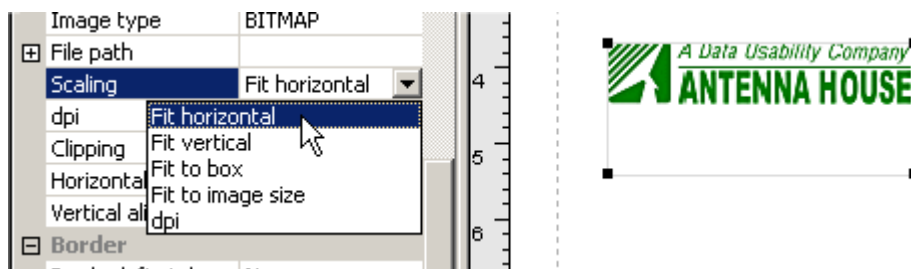 Image type BITMAP
File path
Scaling Fit horizontal
dpi
Clipping
Horizontal
Vertical ali
Fit horizontal
Fit vertical
Fit to box
Fit to image size
dpi
Border
4
5
6
A Data Usability Company
ANTENNA HOUSE